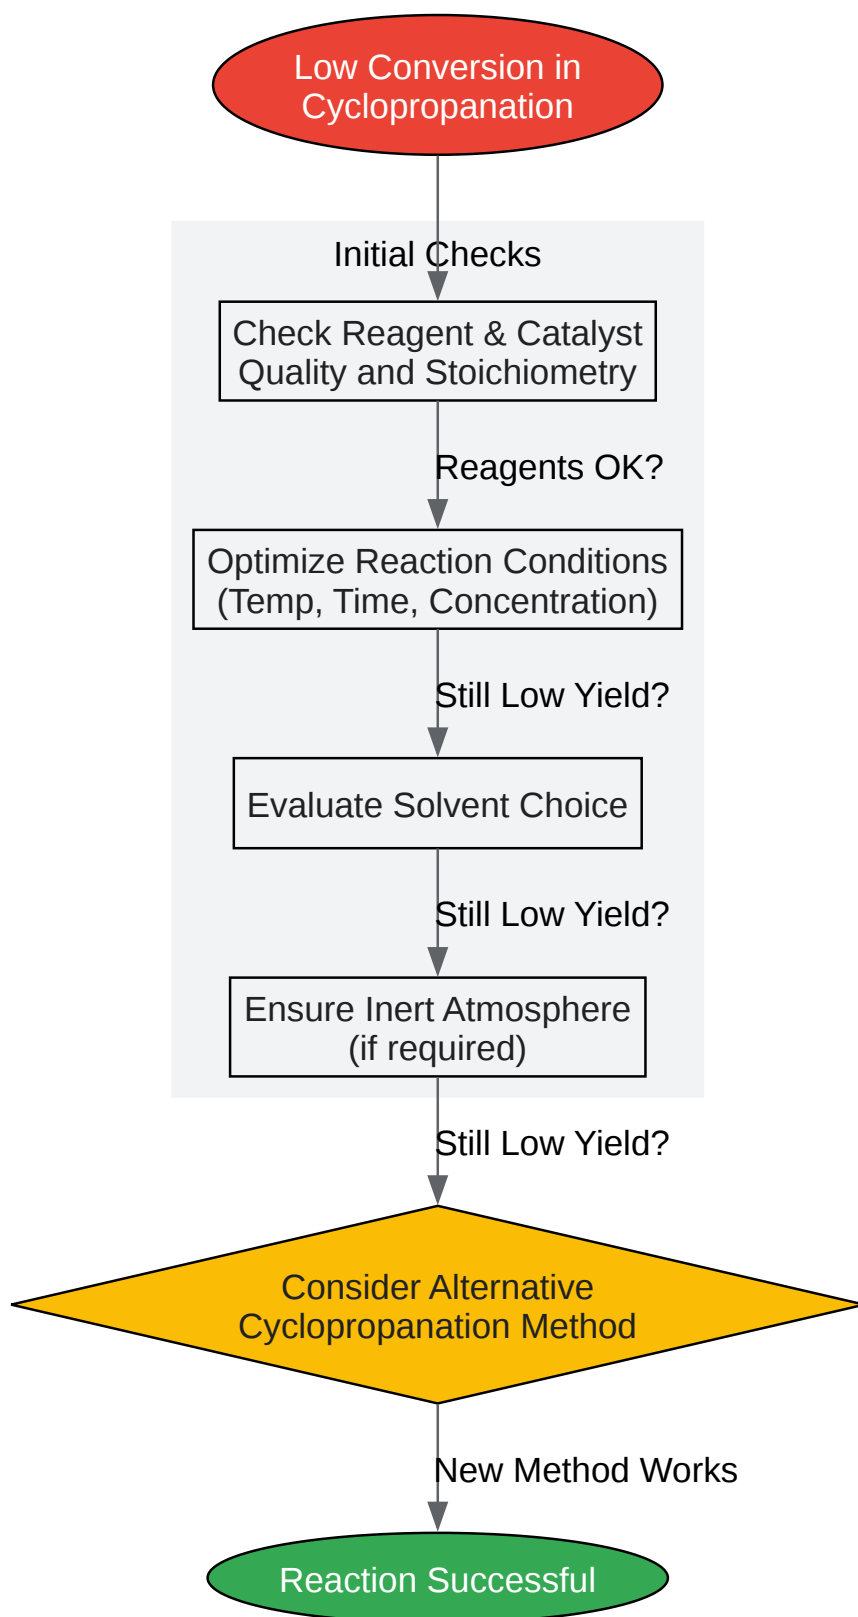 Low Conversion in
Cyclopropanation
Initial Checks
Check Reagent & Catalyst
Quality and Stoichiometry
Reagents OK?
Optimize Reaction Conditions
(Temp, Time, Concentration)
Still Low Yield?
Evaluate Solvent Choice
Still Low Yield?
Ensure Inert Atmosphere
(if required)
Still Low Yield?
Consider Alternative
Cyclopropanation Method
New Method Works
Reaction Successful